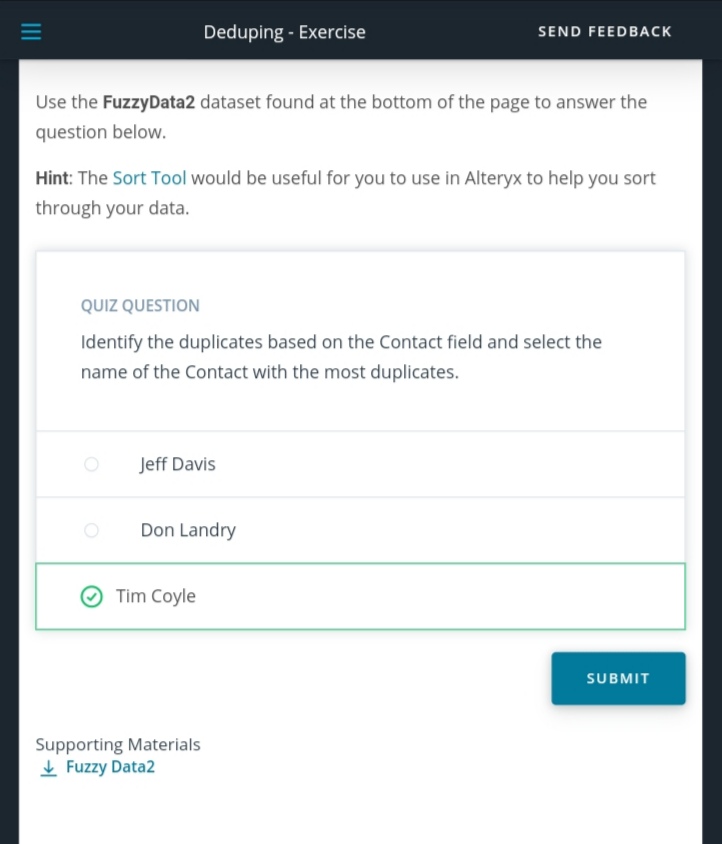 Deduping - Exercise
SEND FEEDBACK
Use the FuzzyData2 dataset found at the bottom of the page to answer the
question below.
Hint: The Sort Tool would be useful for you to use in Alteryx to help you sort
through your data.
QUIZ QUESTION
Identify the duplicates based on the Contact field and select the
name of the Contact with the most duplicates.
Jeff Davis
Don Landry
Tim Coyle
SUBMIT
Supporting Materials
Fuzzy Data2